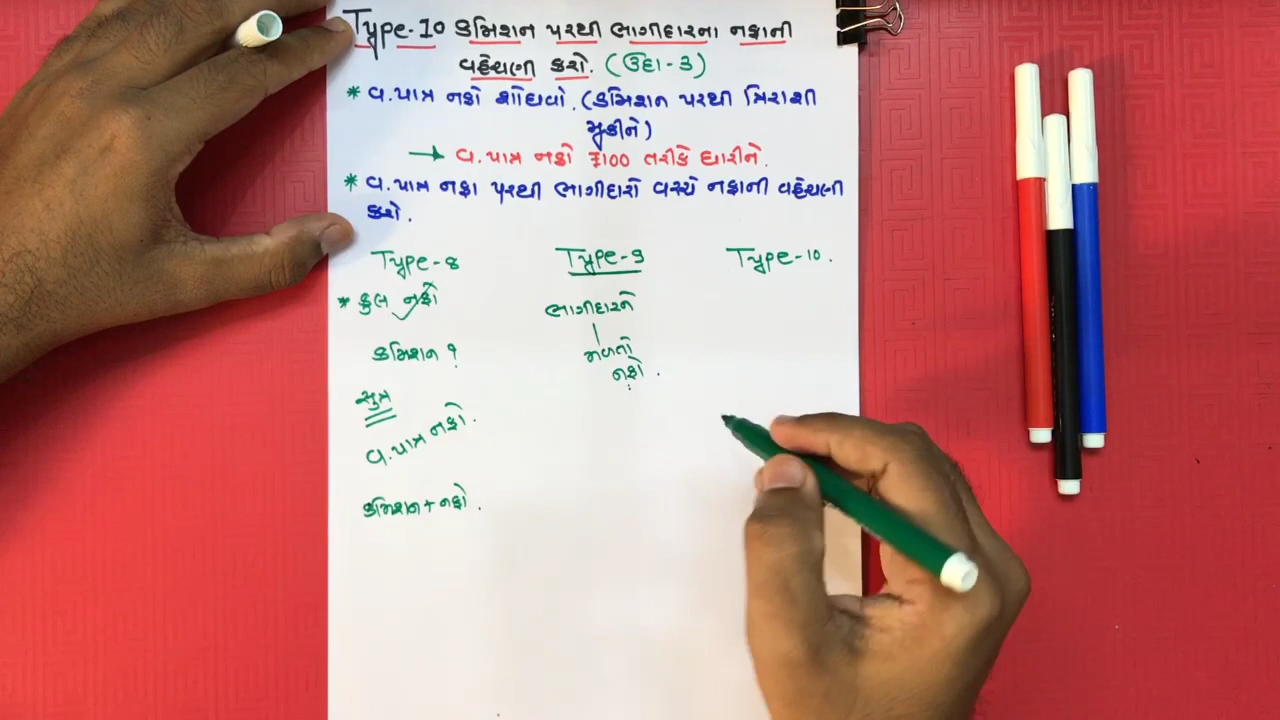 Type-10 કમિશન પરથી ભાગીદારના નફાની
વહેંચણી કરો. (ઉદા-૩)
* વ.પાત્ર નફો શોધવો. (કમિશન પરથી ત્રિરાશી
મુકીને)
→ વ.પાત્ર નફો ₹100 તરીકે ધારીને.
* વ.પાત્ર નફા પરથી ભાગીદારો વચ્ચે નફાની વહેંચણી
કરો.
Type-8 Type-9 Type-10.
* કુલ નફો
કમિશન ?
સુત્ર
વ.પાત્ર નફો.
કમિશન + નફો.
ભાગીદારને
મળતો
નફો.